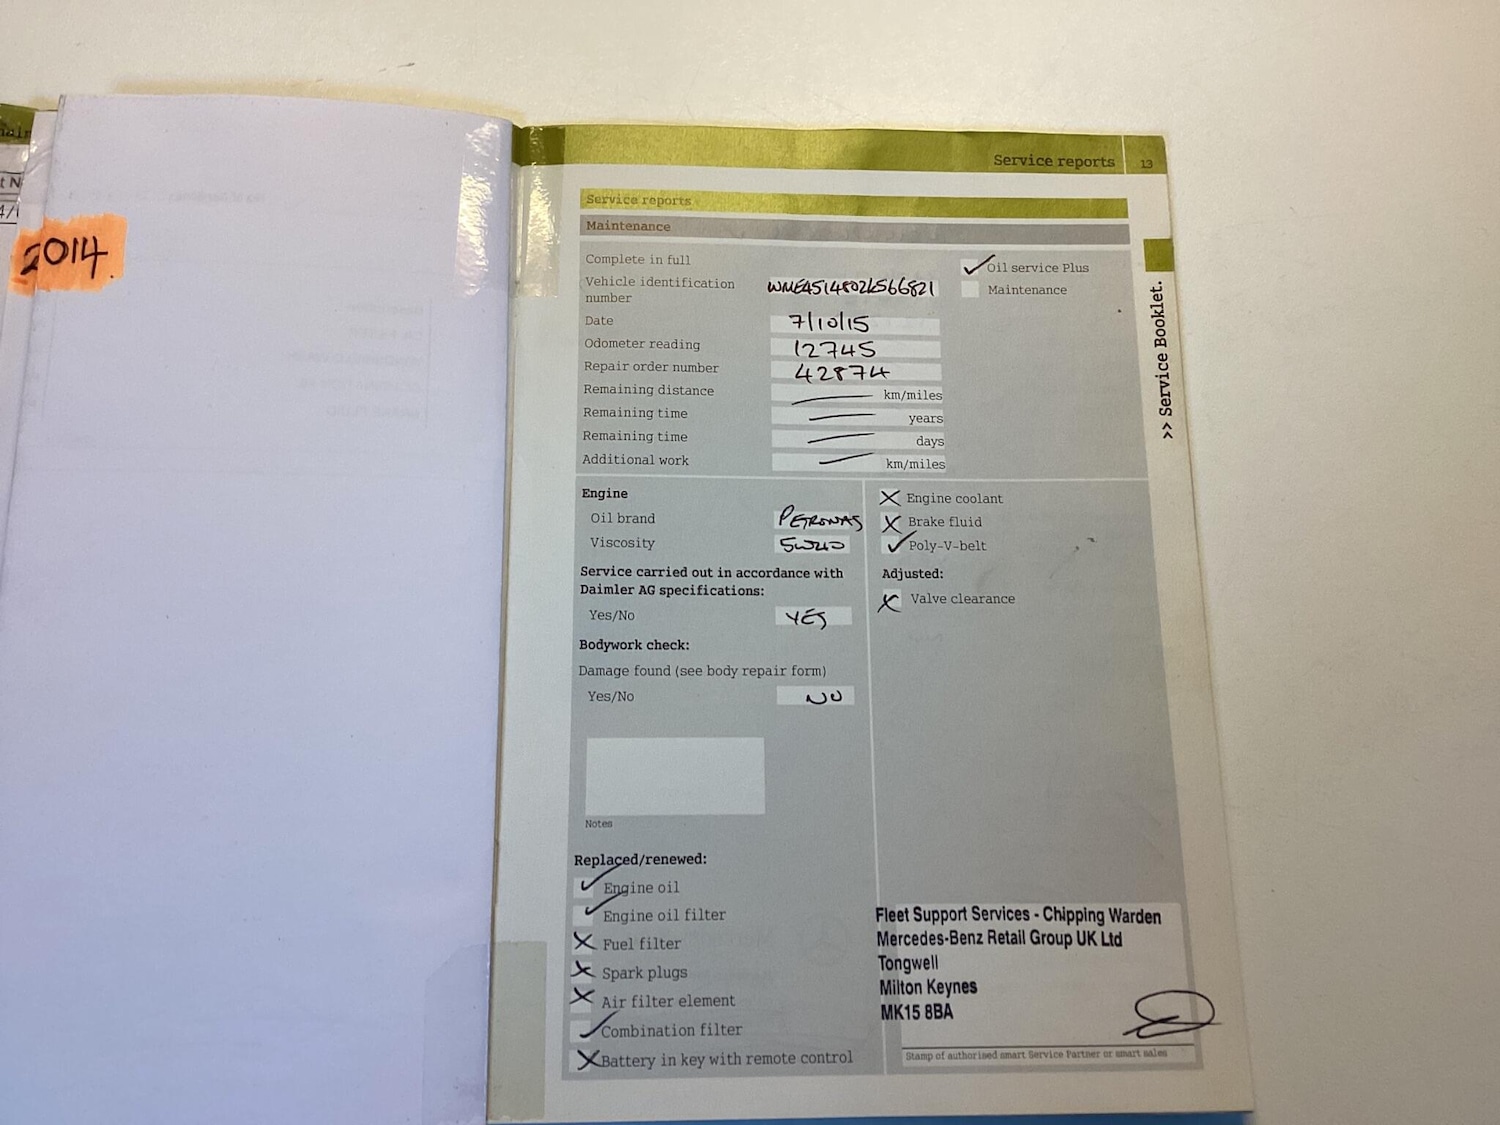 2014.
Service reports 13
Service reports
Maintenance
Complete in full
Vehicle identification
number WME4514802K566821
Date 7/10/15
Odometer reading 12745
Repair order number 42874
Remaining distance km/miles
Remaining time years
Remaining time days
Additional work km/miles
Oil service Plus
Maintenance
>> Service Booklet.
Engine
Oil brand PETRONAS
Viscosity 5W40
Service carried out in accordance with
Daimler AG specifications:
Yes/No YES
Bodywork check:
Damage found (see body repair form)
Yes/No NO
Notes
Replaced/renewed:
Engine oil
Engine oil filter
Fuel filter
Spark plugs
Air filter element
Combination filter
Battery in key with remote control
Engine coolant
Brake fluid
Poly-V-belt
Adjusted:
Valve clearance
Fleet Support Services - Chipping Warden
Mercedes-Benz Retail Group UK Ltd
Tongwell
Milton Keynes
MK15 8BA
Stamp of authorised smart Service Partner or smart sales